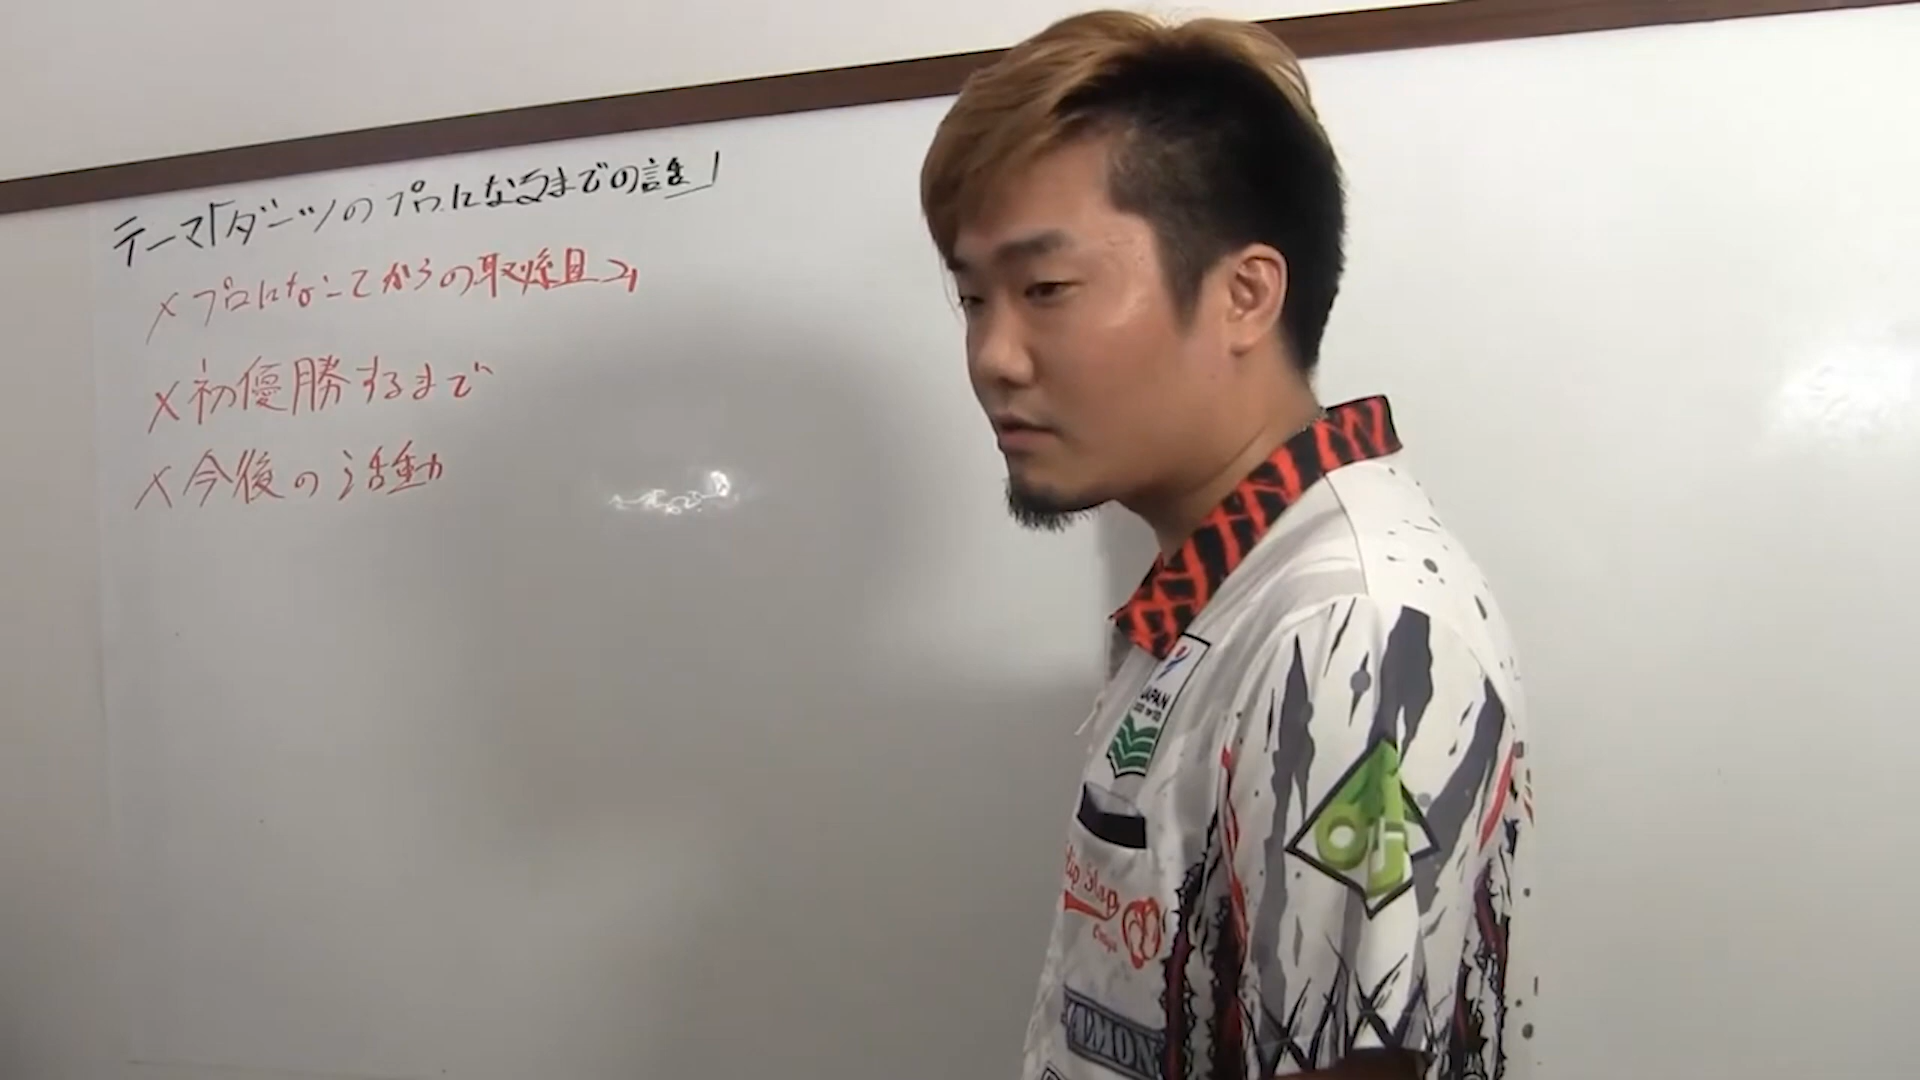 テーマ「ダーツのプロになるまでの話」
×プロになってからの取り組み
×初優勝するまで
×今後の活動
JAPAN